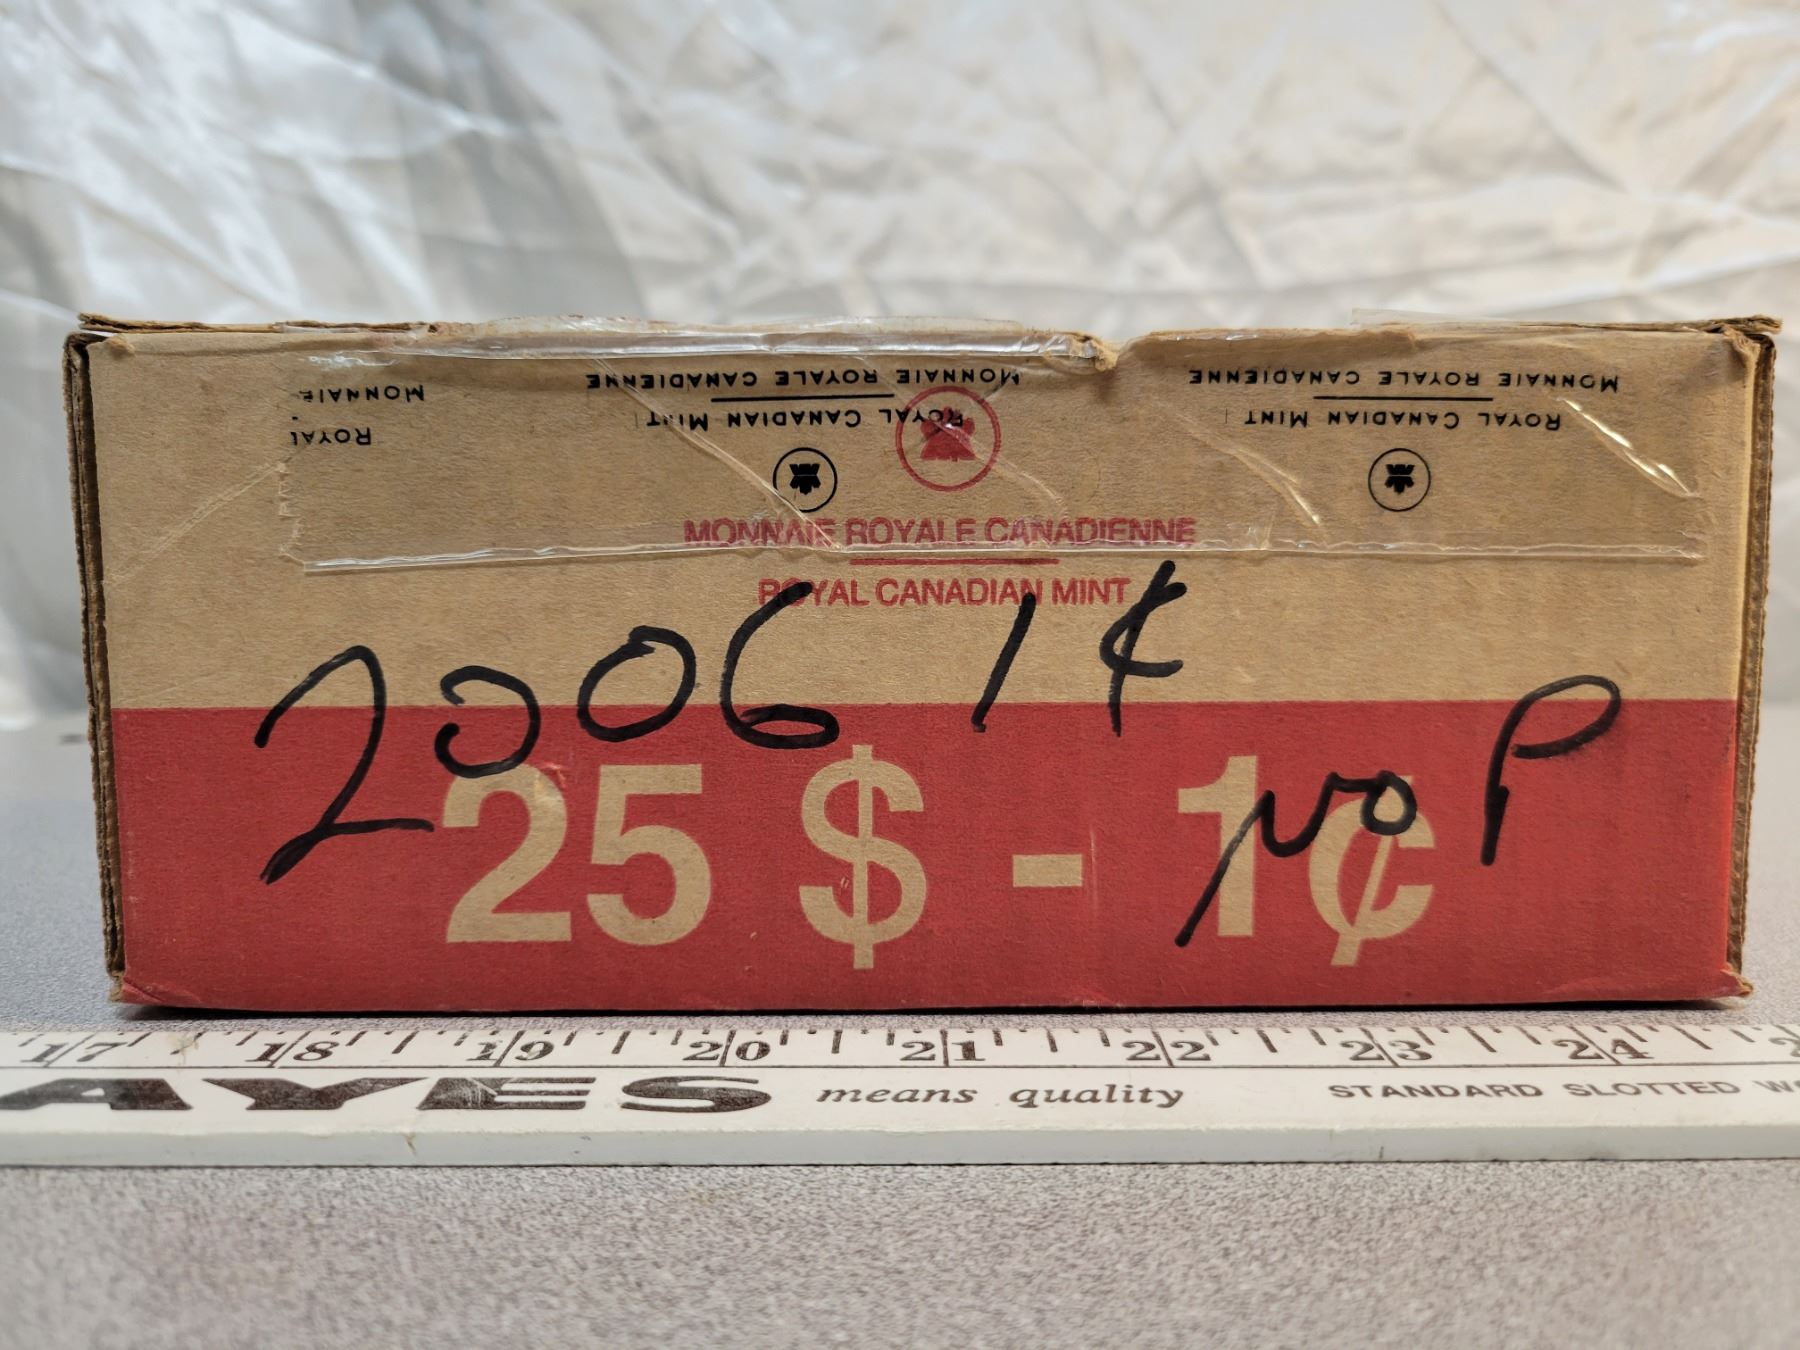 MONNAIE ROYALE CANADIENNE
ROYAL CANADIAN MINT
MONNAIE ROYALE CANADIENNE
ROYAL CANADIAN MINT
MONNAIE
ROYAL
MONNAIE ROYALE CANADIENNE
ROYAL CANADIAN MINT
2006 1¢
no P
25 $ - 1¢
17 18 19 20 21 22 23 24
AYES means quality STANDARD SLOTTED